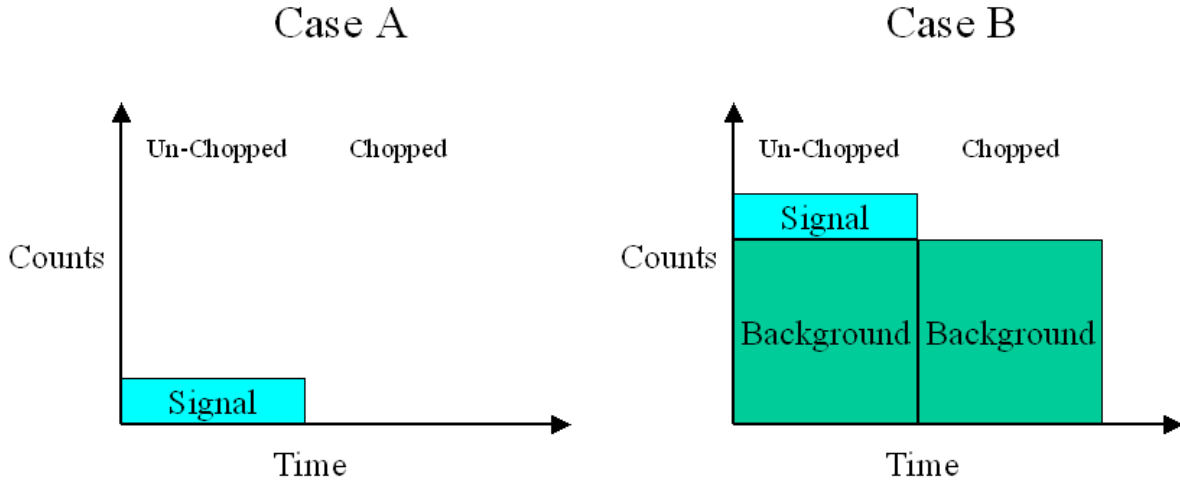 Case A
Un-Chopped Chopped
Counts
Signal
Time
Case B
Un-Chopped Chopped
Signal
Counts
Background Background
Time